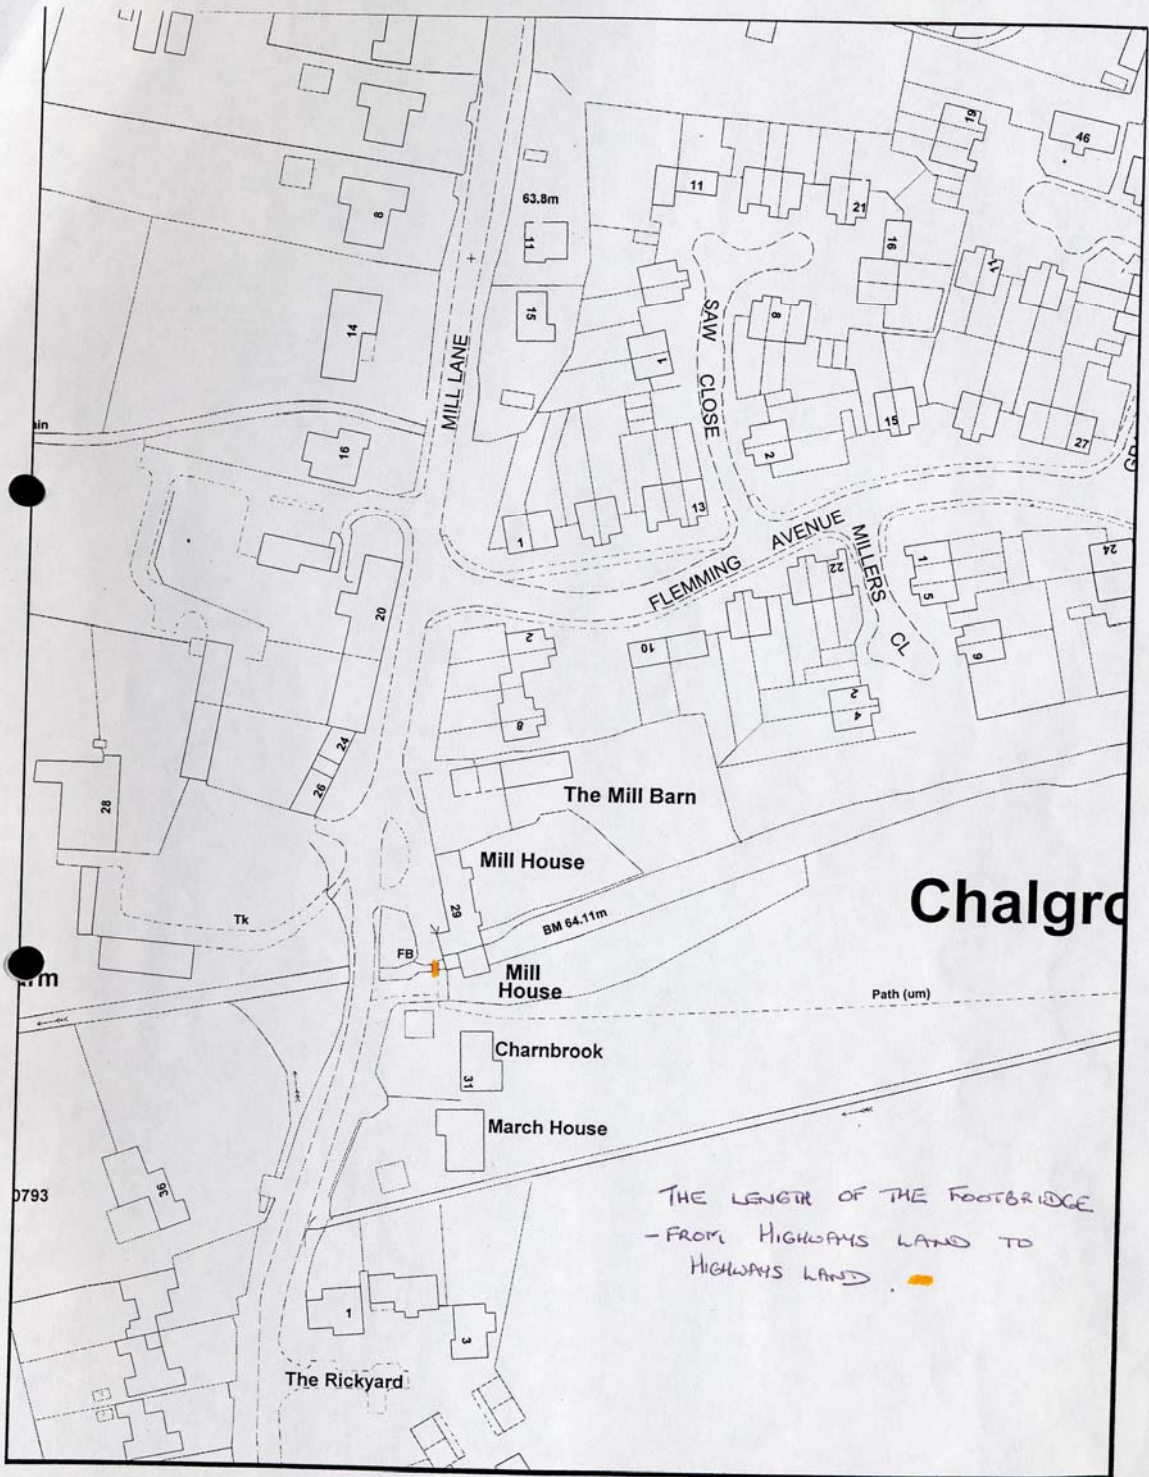 19
46
11
21
8
63.8m
11
16
11
15
SAW CLOSE
8
14
MILL LANE
1
ain
15
2
27
16
13
1
AVENUE
FLEMMING
MILLERS
CL
22
1
5
24
20
2
10
9
8
2
4
24
26
28
The Mill Barn
Mill House
29
Chalgro
BM 64.11m
Tk
FB
Mill
House
rm
Path (um)
Charnbrook
31
March House
36
0793
THE LENGTH OF THE FOOTBRIDGE
- FROM HIGHWAYS LAND TO
HIGHWAYS LAND .
1
3
The Rickyard